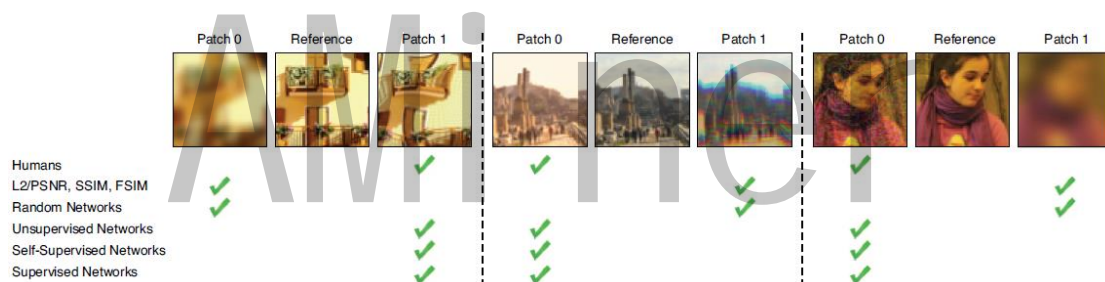 AMiner
Patch 0 Reference Patch 1 Patch 0 Reference Patch 1 Patch 0 Reference Patch 1
Humans
L2/PSNR, SSIM, FSIM
Random Networks
Unsupervised Networks
Self-Supervised Networks
Supervised Networks